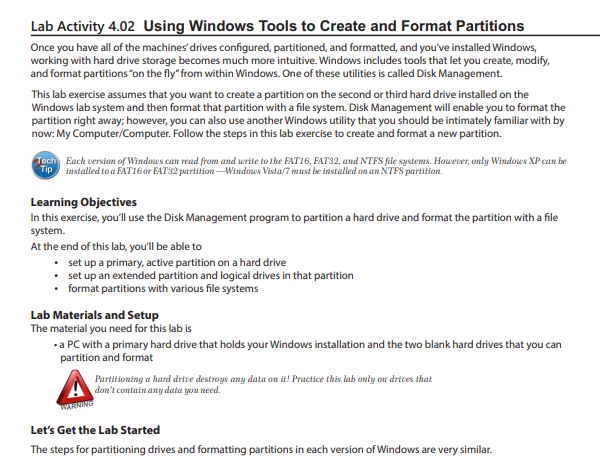 Lab Activity 4.02 Using Windows Tools to Create and Format Partitions
Once you have all of the machines' drives configured, partitioned, and formatted, and you've installed Windows,
working with hard drive storage becomes much more intuitive. Windows includes tools that let you create, modify,
and format partitions "on the fly" from within Windows. One of these utilities is called Disk Management.
This lab exercise assumes that you want to create a partition on the second or third hard drive installed on the
Windows lab system and then format that partition with a file system. Disk Management will enable you to format the
partition right away; however, you can also use another Windows utility that you should be intimately familiar with by
now: My Computer/Computer. Follow the steps in this lab exercise to create and format a new partition.
Tech
Tip
Each version of Windows can read from and write to the FAT16, FAT32, and NTFS file systems. However, only Windows XP can be
installed to a FAT16 or FAT32 partition —Windows Vista/7 must be installed on an NTFS partition.
Learning Objectives
In this exercise, you'll use the Disk Management program to partition a hard drive and format the partition with a file
system.
At the end of this lab, you'll be able to
• set up a primary, active partition on a hard drive
• set up an extended partition and logical drives in that partition
• format partitions with various file systems
Lab Materials and Setup
The material you need for this lab is
• a PC with a primary hard drive that holds your Windows installation and the two blank hard drives that you can
partition and format
WARNING
Partitioning a hard drive destroys any data on it! Practice this lab only on drives that
don't contain any data you need.
Let's Get the Lab Started
The steps for partitioning drives and formatting partitions in each version of Windows are very similar.